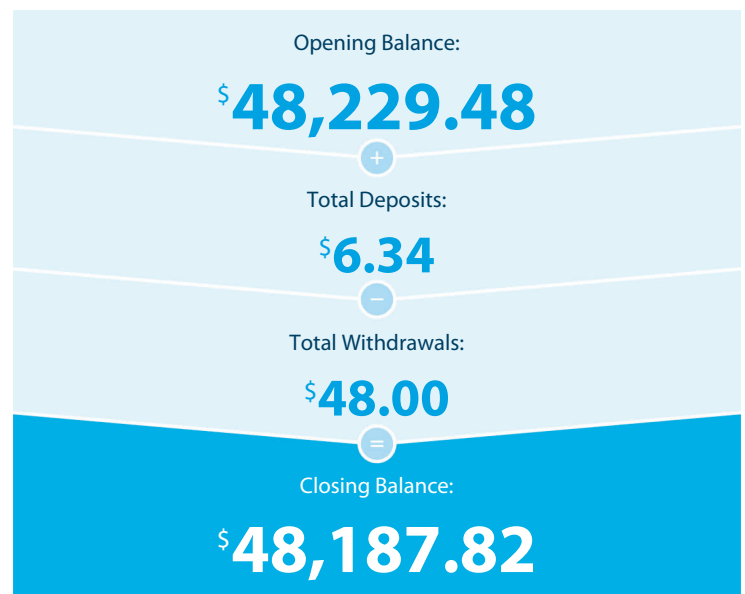 Opening Balance:
$48,229.48
+
Total Deposits:
$6.34
−
Total Withdrawals:
$48.00
=
Closing Balance:
$48,187.82